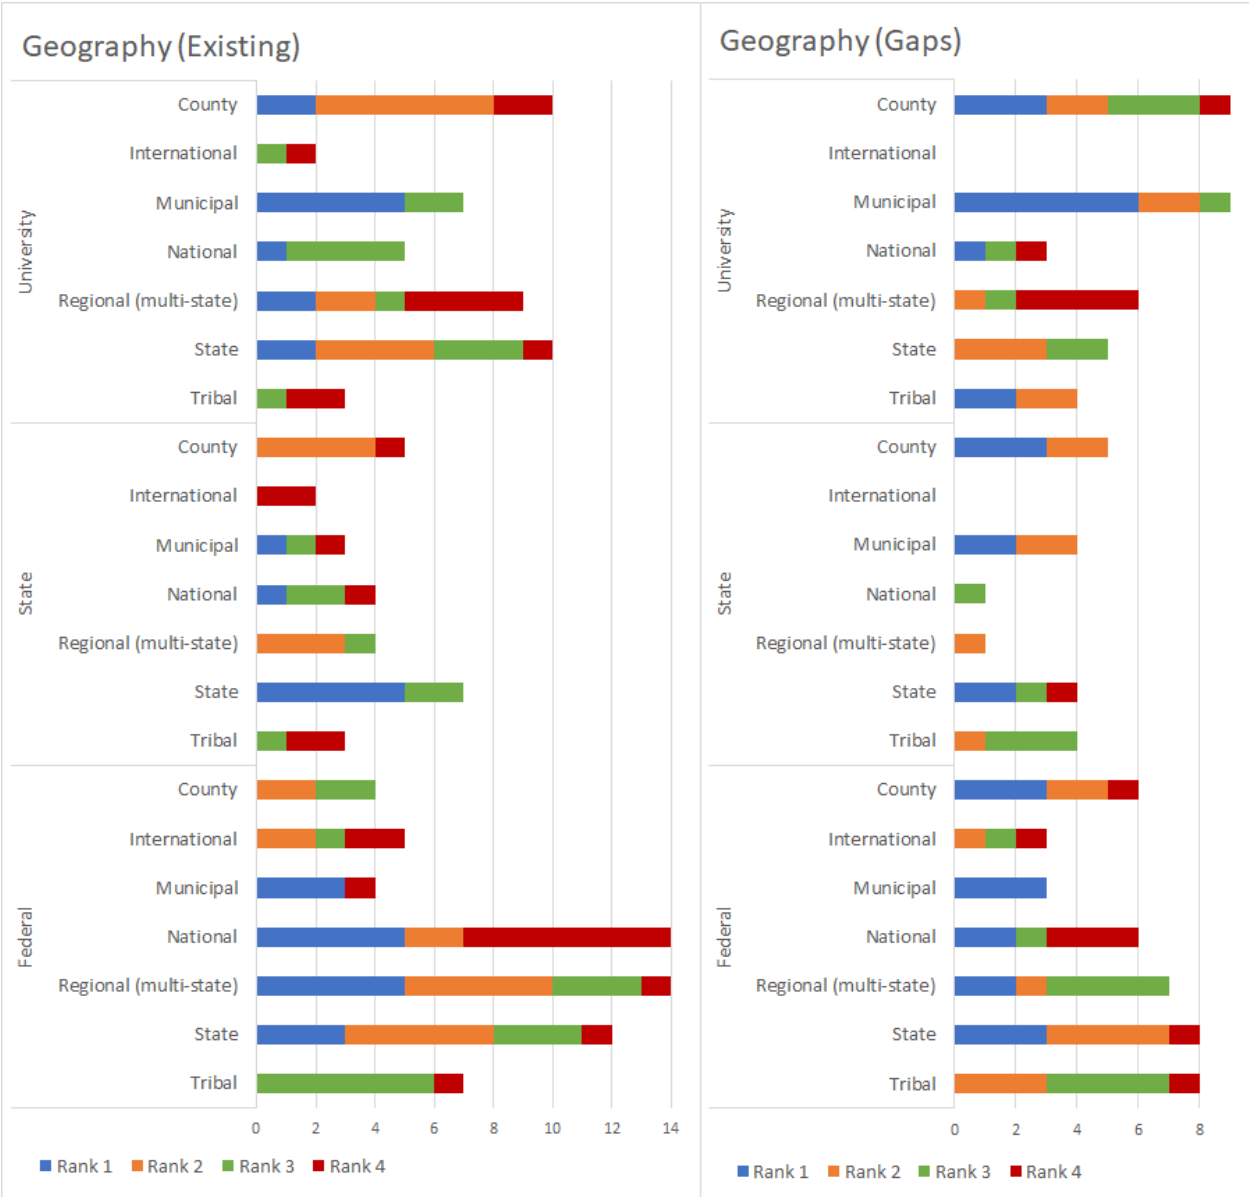 Geography (Existing)
University
County
International
Municipal
National
Regional (multi-state)
State
Tribal
State
County
International
Municipal
National
Regional (multi-state)
State
Tribal
Federal
County
International
Municipal
National
Regional (multi-state)
State
Tribal
0 2 4 6 8 10 12 14
Rank 1 Rank 2 Rank 3 Rank 4
Geography (Gaps)
University
County
International
Municipal
National
Regional (multi-state)
State
Tribal
State
County
International
Municipal
National
Regional (multi-state)
State
Tribal
Federal
County
International
Municipal
National
Regional (multi-state)
State
Tribal
0 2 4 6 8
Rank 1 Rank 2 Rank 3 Rank 4